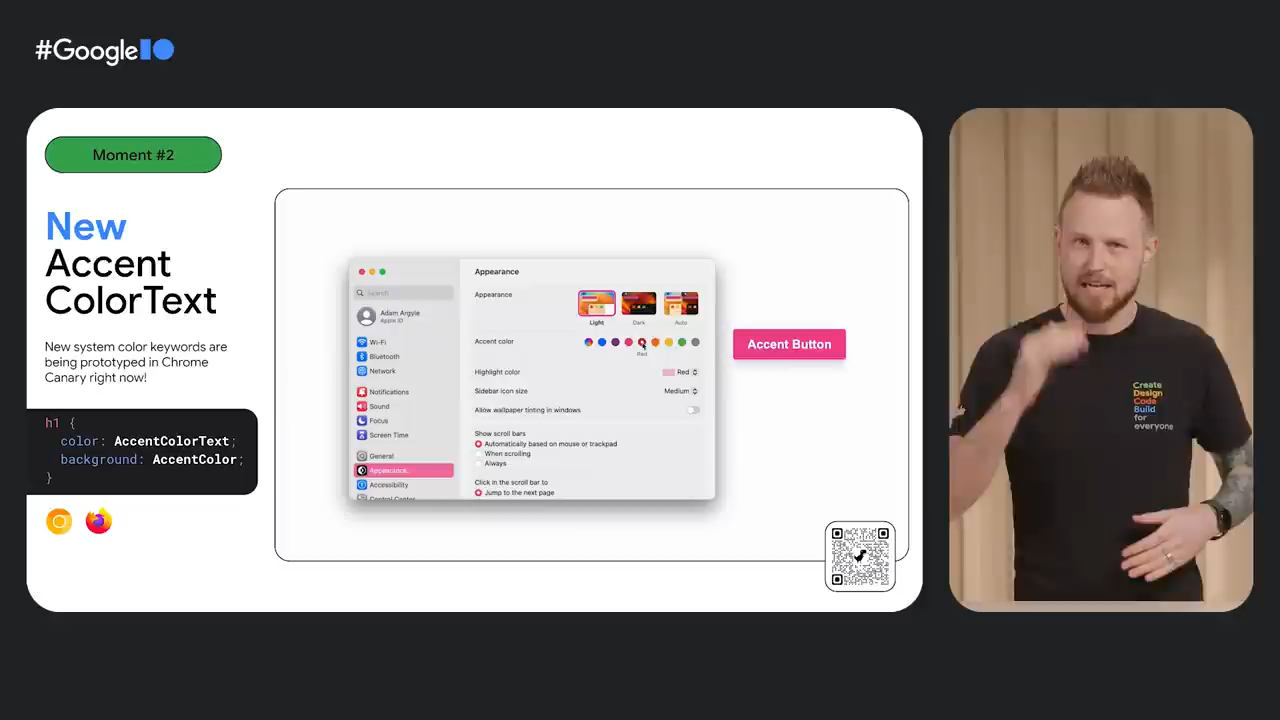 #GoogleIO
Moment #2
New
Accent
ColorText
New system color keywords are
being prototyped in Chrome
Canary right now!
h1 {
color: AccentColorText;
background: AccentColor;
}
Search
Adam Argyle
Apple ID
Wi-Fi
Bluetooth
Network
Notifications
Sound
Focus
Screen Time
General
Appearance
Accessibility
Control Center
Appearance
Appearance
Light
Dark
Auto
Accent color
Red
Highlight color
Red
Sidebar icon size
Medium
Allow wallpaper tinting in windows
Show scroll bars
Automatically based on mouse or trackpad
When scrolling
Always
Click in the scroll bar to
Jump to the next page
Accent Button
Create
Design
Code
Build
for
everyone